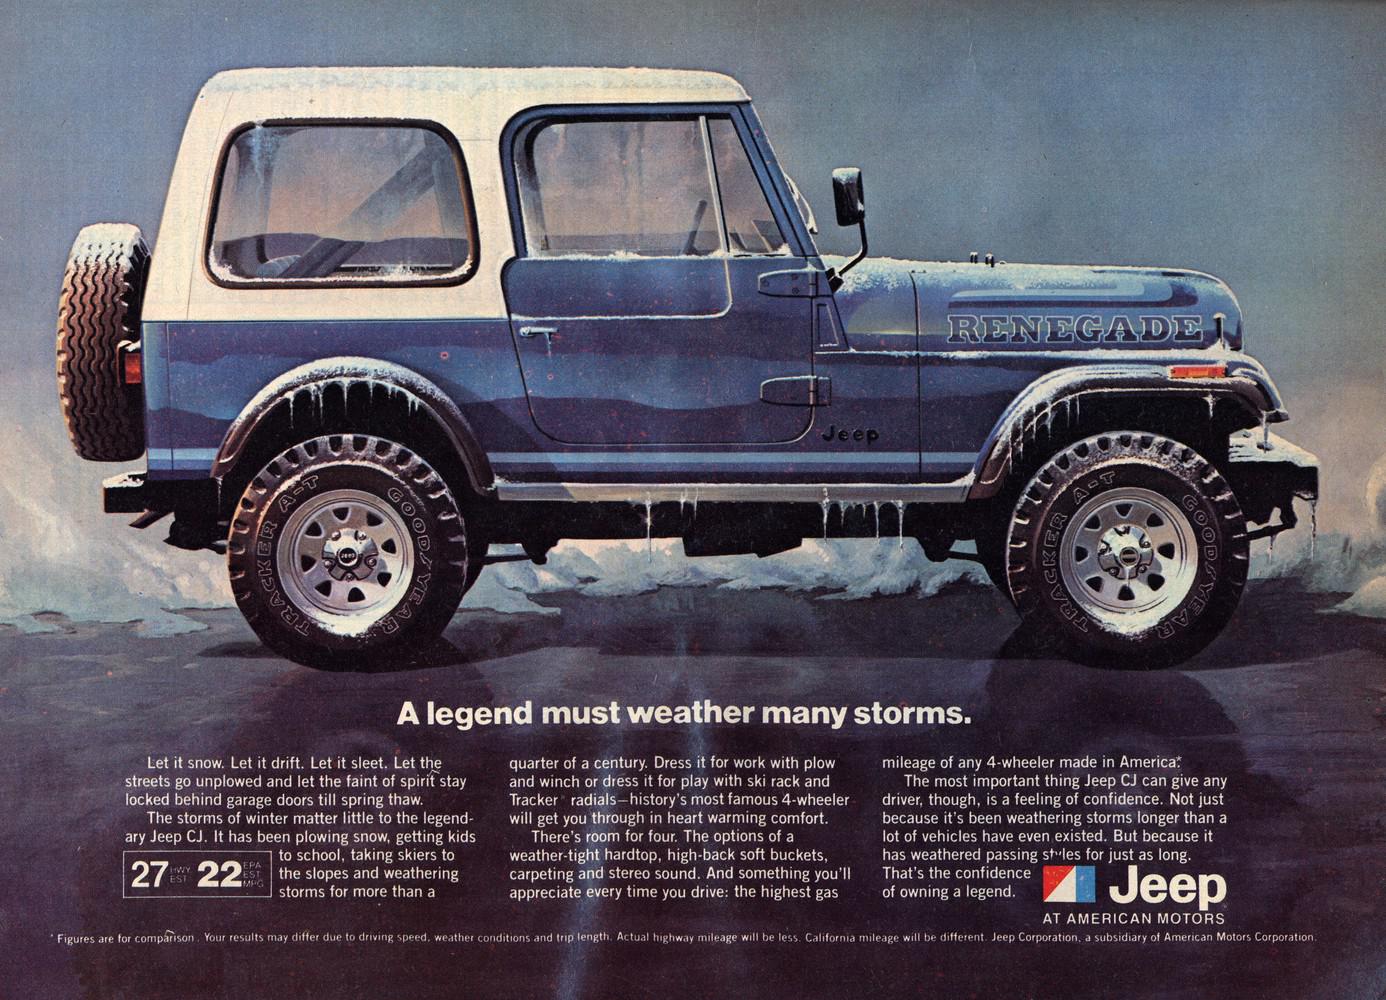 RENEGADE
Jeep
TRACKER A-T
GOODYEAR
JEEP
TRACKER A-T
GOODYEAR
A legend must weather many storms.
Let it snow. Let it drift. Let it sleet. Let the
streets go unplowed and let the faint of spirit stay
locked behind garage doors till spring thaw.
The storms of winter matter little to the legend-
ary Jeep CJ. It has been plowing snow, getting kids
to school, taking skiers to
the slopes and weathering
storms for more than a
27 HWY EST 22 EPA EST MPG
quarter of a century. Dress it for work with plow
and winch or dress it for play with ski rack and
Tracker radials—history's most famous 4-wheeler
will get you through in heart warming comfort.
There's room for four. The options of a
weather-tight hardtop, high-back soft buckets,
carpeting and stereo sound. And something you'll
appreciate every time you drive: the highest gas
mileage of any 4-wheeler made in America.*
The most important thing Jeep CJ can give any
driver, though, is a feeling of confidence. Not just
because it's been weathering storms longer than a
lot of vehicles have even existed. But because it
has weathered passing styles for just as long.
That's the confidence
of owning a legend.
Jeep
AT AMERICAN MOTORS
*Figures are for comparison. Your results may differ due to driving speed, weather conditions and trip length. Actual highway mileage will be less. California mileage will be different. Jeep Corporation, a subsidiary of American Motors Corporation.